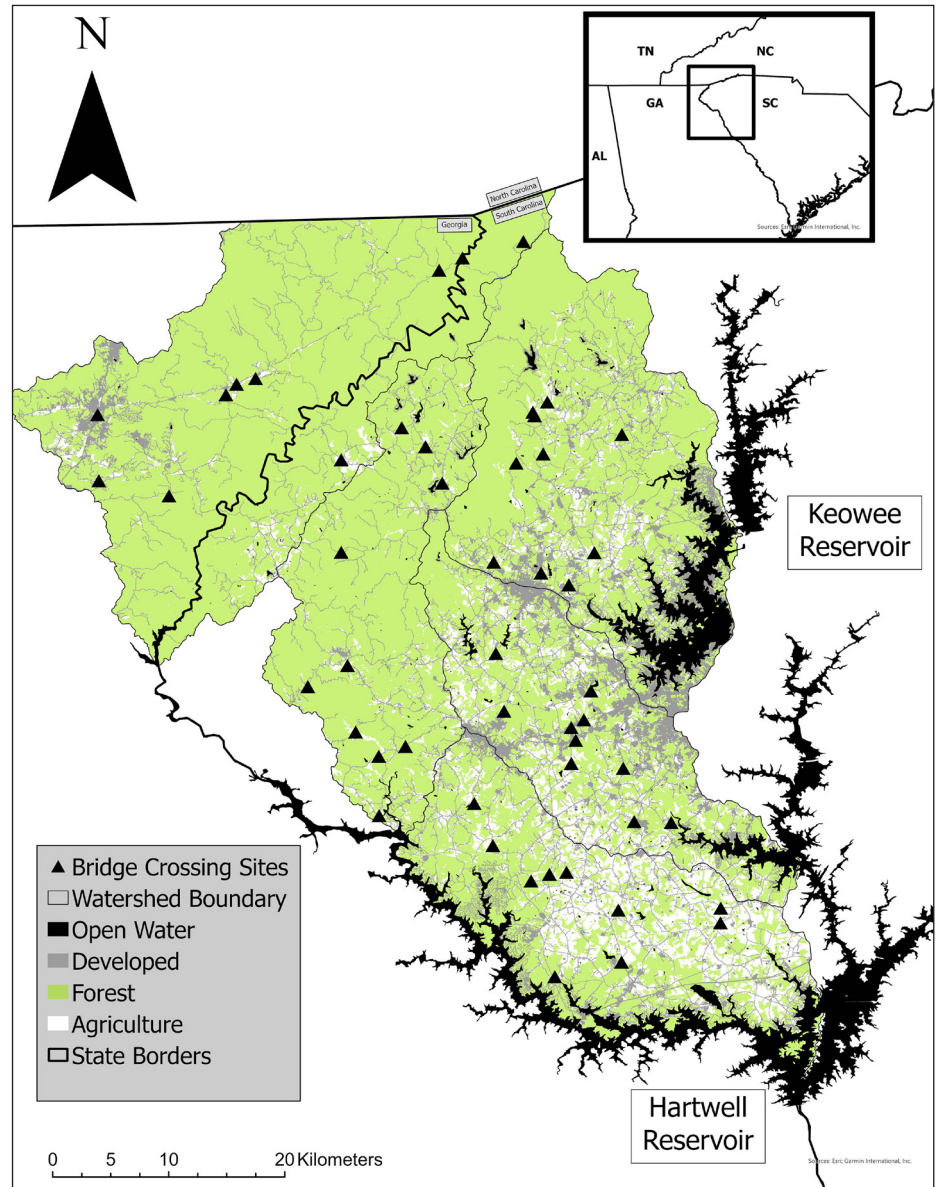 N
TN
NC
GA
SC
AL
Sources: Esri; Garmin International, Inc.
North Carolina
South Carolina
Georgia
Keowee
Reservoir
Bridge Crossing Sites
Watershed Boundary
Open Water
Developed
Forest
Agriculture
State Borders
Hartwell
Reservoir
0 5 10 20 Kilometers
Sources: Esri; Garmin International, Inc.